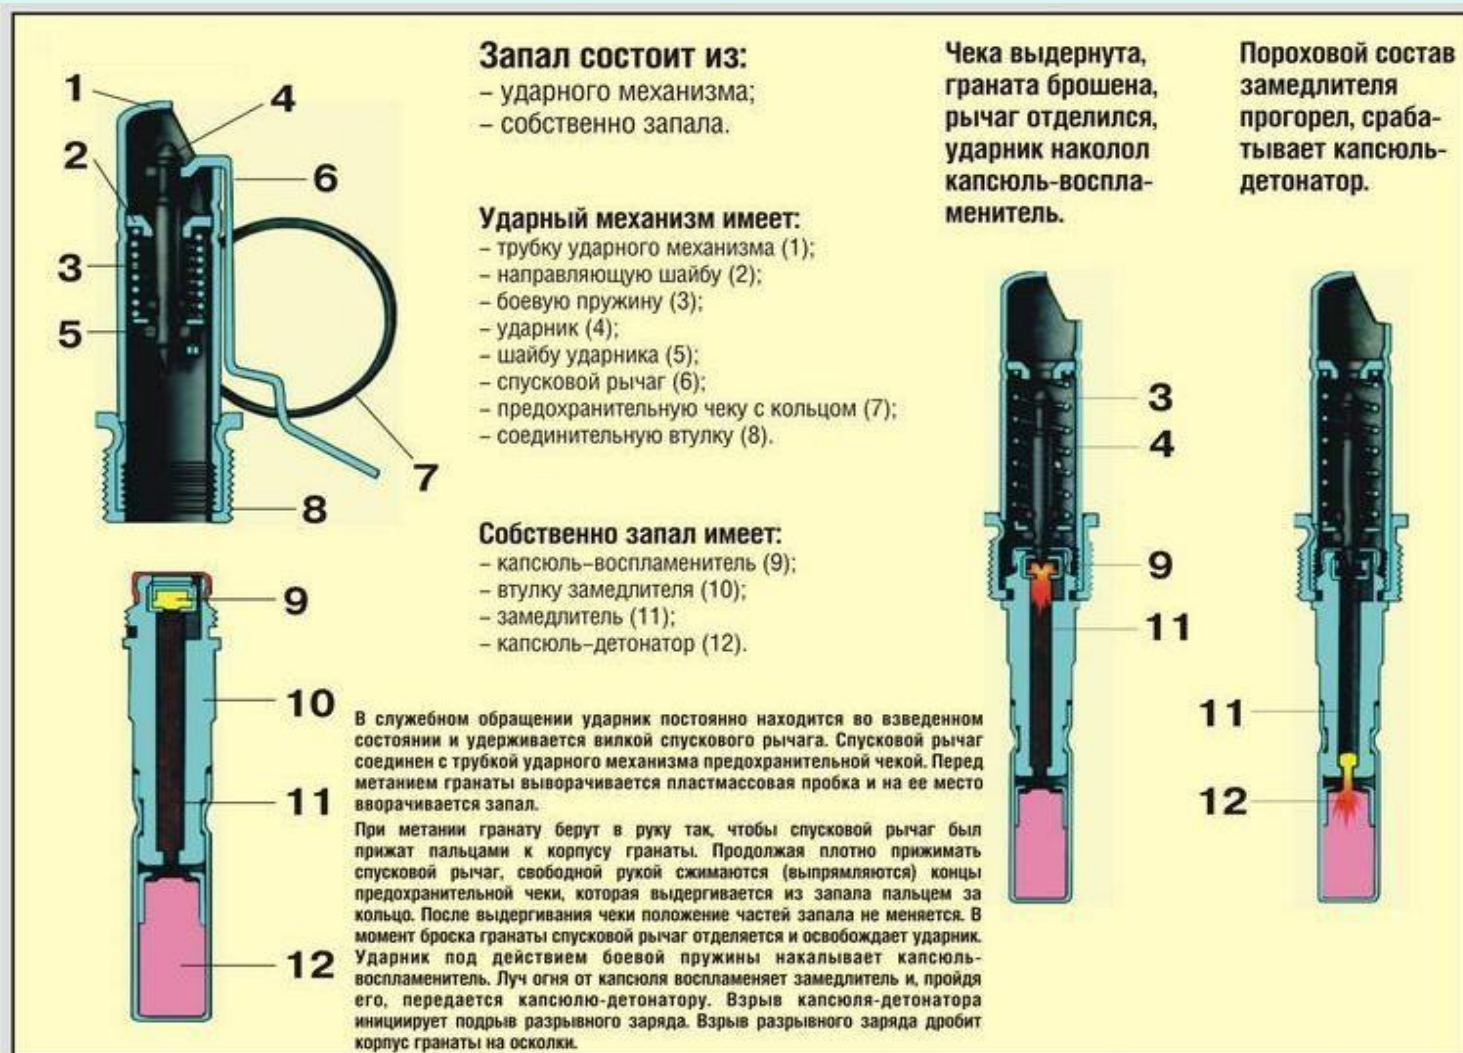 Запал состоит из:
– ударного механизма;
– собственно запала.
Ударный механизм имеет:
– трубку ударного механизма (1);
– направляющую шайбу (2);
– боевую пружину (3);
– ударник (4);
– шайбу ударника (5);
– спусковой рычаг (6);
– предохранительную чеку с кольцом (7);
– соединительную втулку (8).
Собственно запал имеет:
– капсюль–воспламенитель (9);
– втулку замедлителя (10);
– замедлитель (11);
– капсюль–детонатор (12).
В служебном обращении ударник постоянно находится во взведенном
состоянии и удерживается вилкой спускового рычага. Спусковой рычаг
соединен с трубкой ударного механизма предохранительной чекой. Перед
метанием гранаты выворачивается пластмассовая пробка и на ее место
вворачивается запал.
При метании гранату берут в руку так, чтобы спусковой рычаг был
прижат пальцами к корпусу гранаты. Продолжая плотно прижимать
спусковой рычаг, свободной рукой сжимаются (выпрямляются) концы
предохранительной чеки, которая выдергивается из запала пальцем за
кольцо. После выдергивания чеки положение частей запала не меняется. В
момент броска гранаты спусковой рычаг отделяется и освобождает ударник.
Ударник под действием боевой пружины накалывает капсюль-
воспламенитель. Луч огня от капсюля воспламеняет замедлитель и, пройдя
его, передается капсюлю-детонатору. Взрыв капсюля-детонатора
инициирует подрыв разрывного заряда. Взрыв разрывного заряда дробит
корпус гранаты на осколки.
Чека выдернута,
граната брошена,
рычаг отделился,
ударник наколол
капсюль-воспла-
менитель.
Пороховой состав
замедлителя
прогорел, сраба-
тывает капсюль-
детонатор.
1
4
2
6
3
5
7
8
9
10
11
12
3
4
9
11
11
12